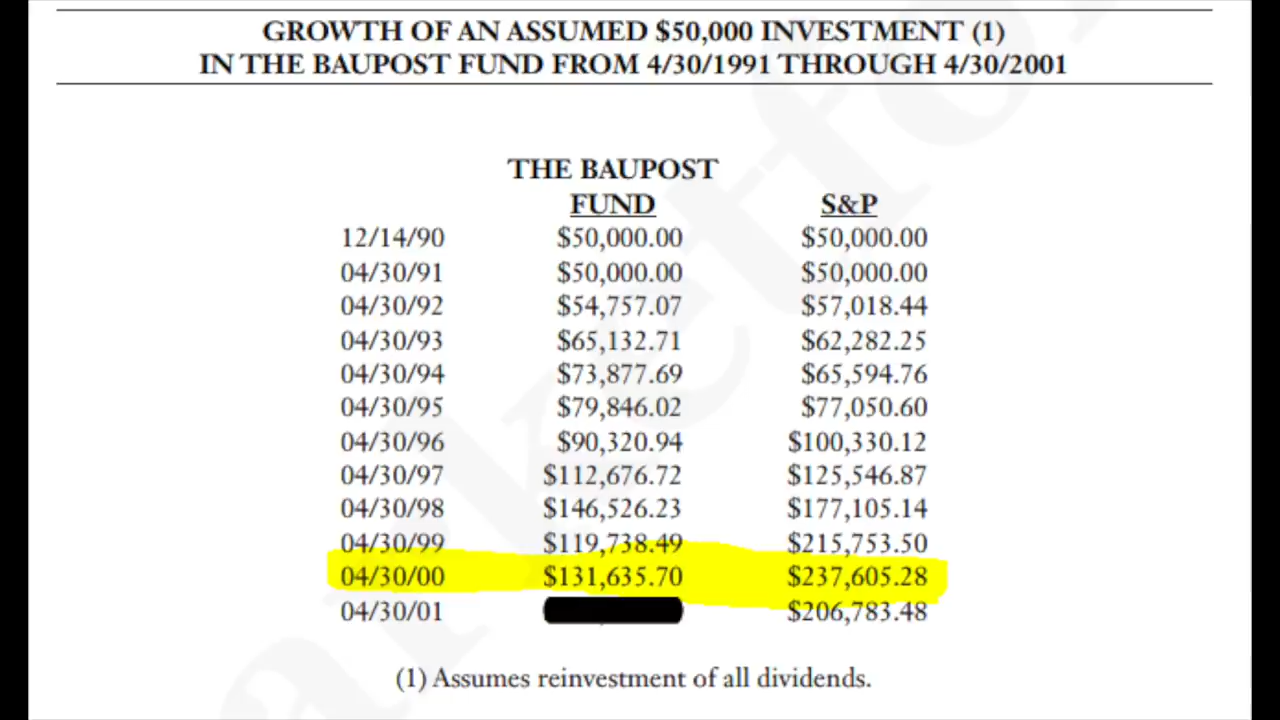 GROWTH OF AN ASSUMED $50,000 INVESTMENT (1)
IN THE BAUPOST FUND FROM 4/30/1991 THROUGH 4/30/2001
THE BAUPOST
FUND S&P
12/14/90 $50,000.00 $50,000.00
04/30/91 $50,000.00 $50,000.00
04/30/92 $54,757.07 $57,018.44
04/30/93 $65,132.71 $62,282.25
04/30/94 $73,877.69 $65,594.76
04/30/95 $79,846.02 $77,050.60
04/30/96 $90,320.94 $100,330.12
04/30/97 $112,676.72 $125,546.87
04/30/98 $146,526.23 $177,105.14
04/30/99 $119,738.49 $215,753.50
04/30/00 $131,635.70 $237,605.28
04/30/01 $206,783.48
(1) Assumes reinvestment of all dividends.